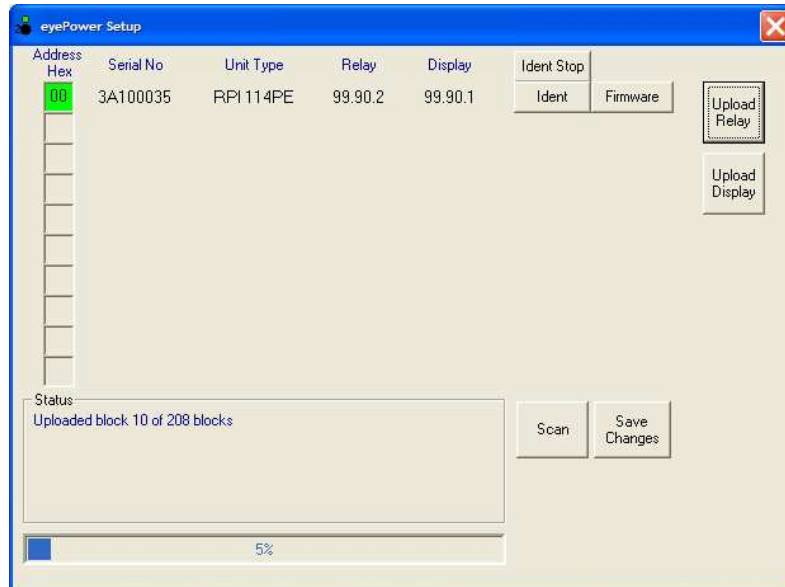 eyePower Setup
Address
Hex
Serial No
Unit Type
Relay
Display
Ident Stop
00
3A100035
RPI 114PE
99.90.2
99.90.1
Ident
Firmware
Upload
Relay
Upload
Display
Status
Uploaded block 10 of 208 blocks
Scan
Save
Changes
5%